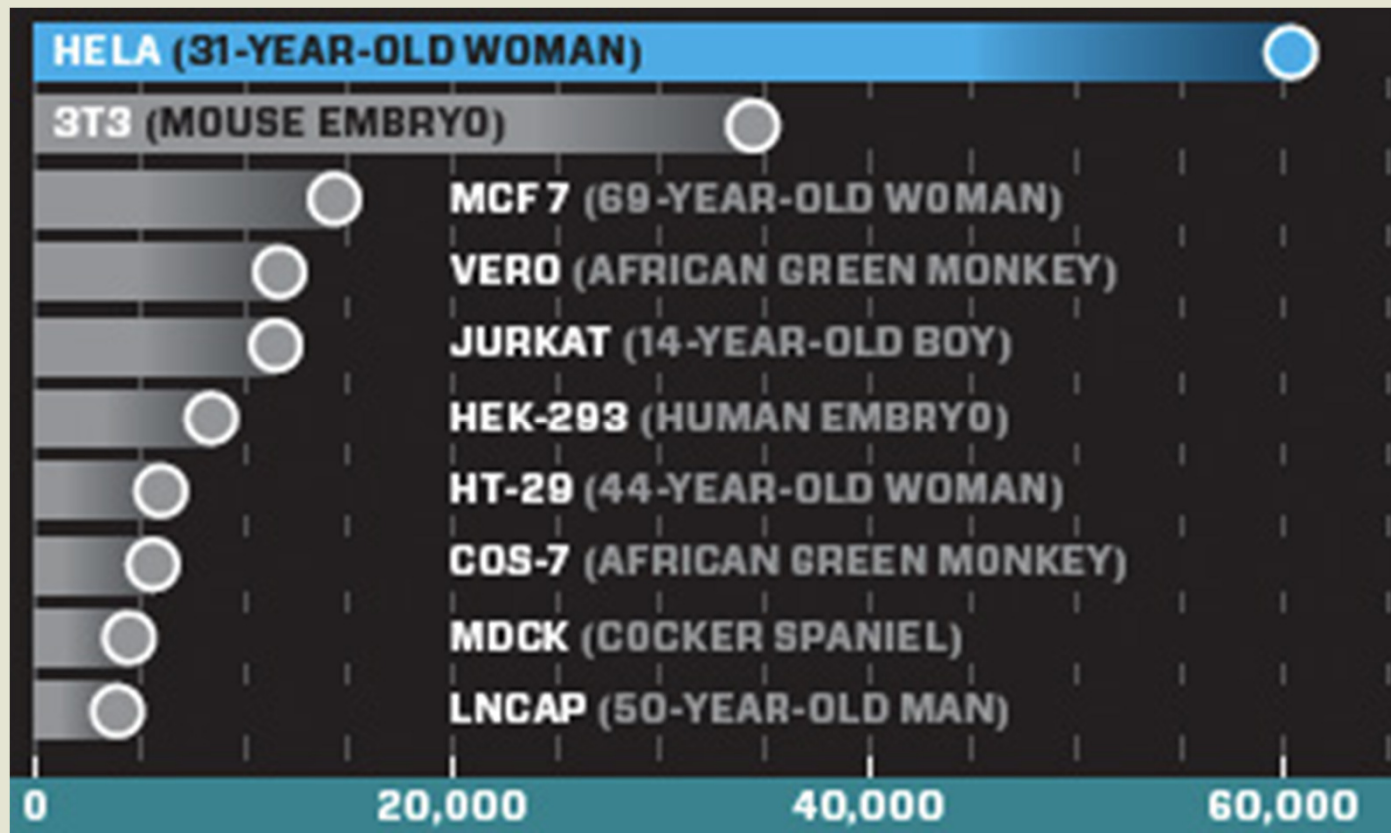 HELA (31-YEAR-OLD WOMAN)
3T3 (MOUSE EMBRYO)
MCF 7 (69-YEAR-OLD WOMAN)
VERO (AFRICAN GREEN MONKEY)
JURKAT (14-YEAR-OLD BOY)
HEK-293 (HUMAN EMBRYO)
HT-29 (44-YEAR-OLD WOMAN)
COS-7 (AFRICAN GREEN MONKEY)
MDCK (COCKER SPANIEL)
LNCAP (50-YEAR-OLD MAN)
0 20,000 40,000 60,000